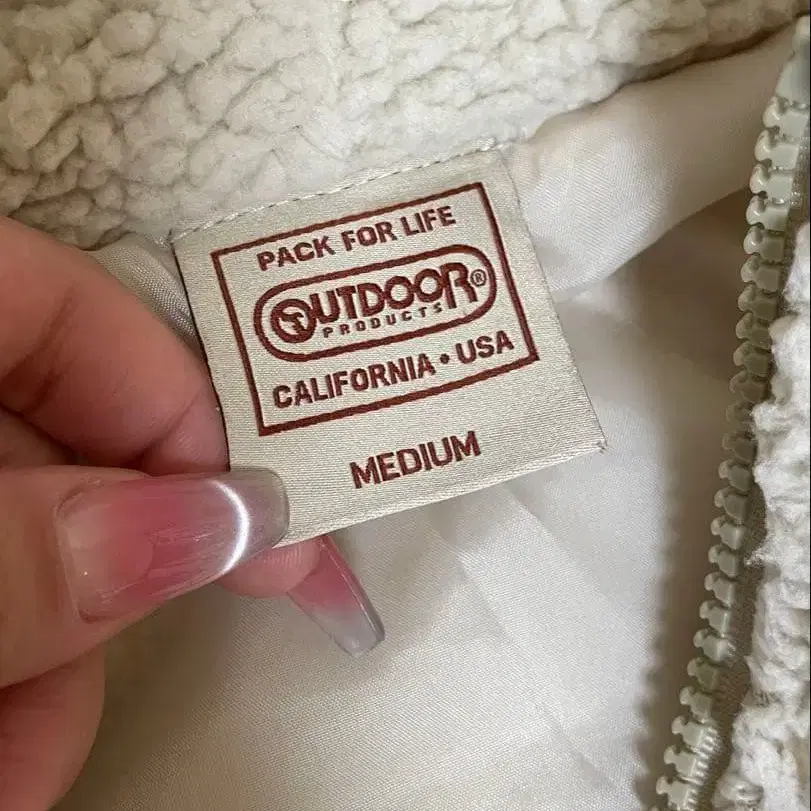 PACK FOR LIFE
OUTDOOR®
PRODUCTS
CALIFORNIA • USA
MEDIUM